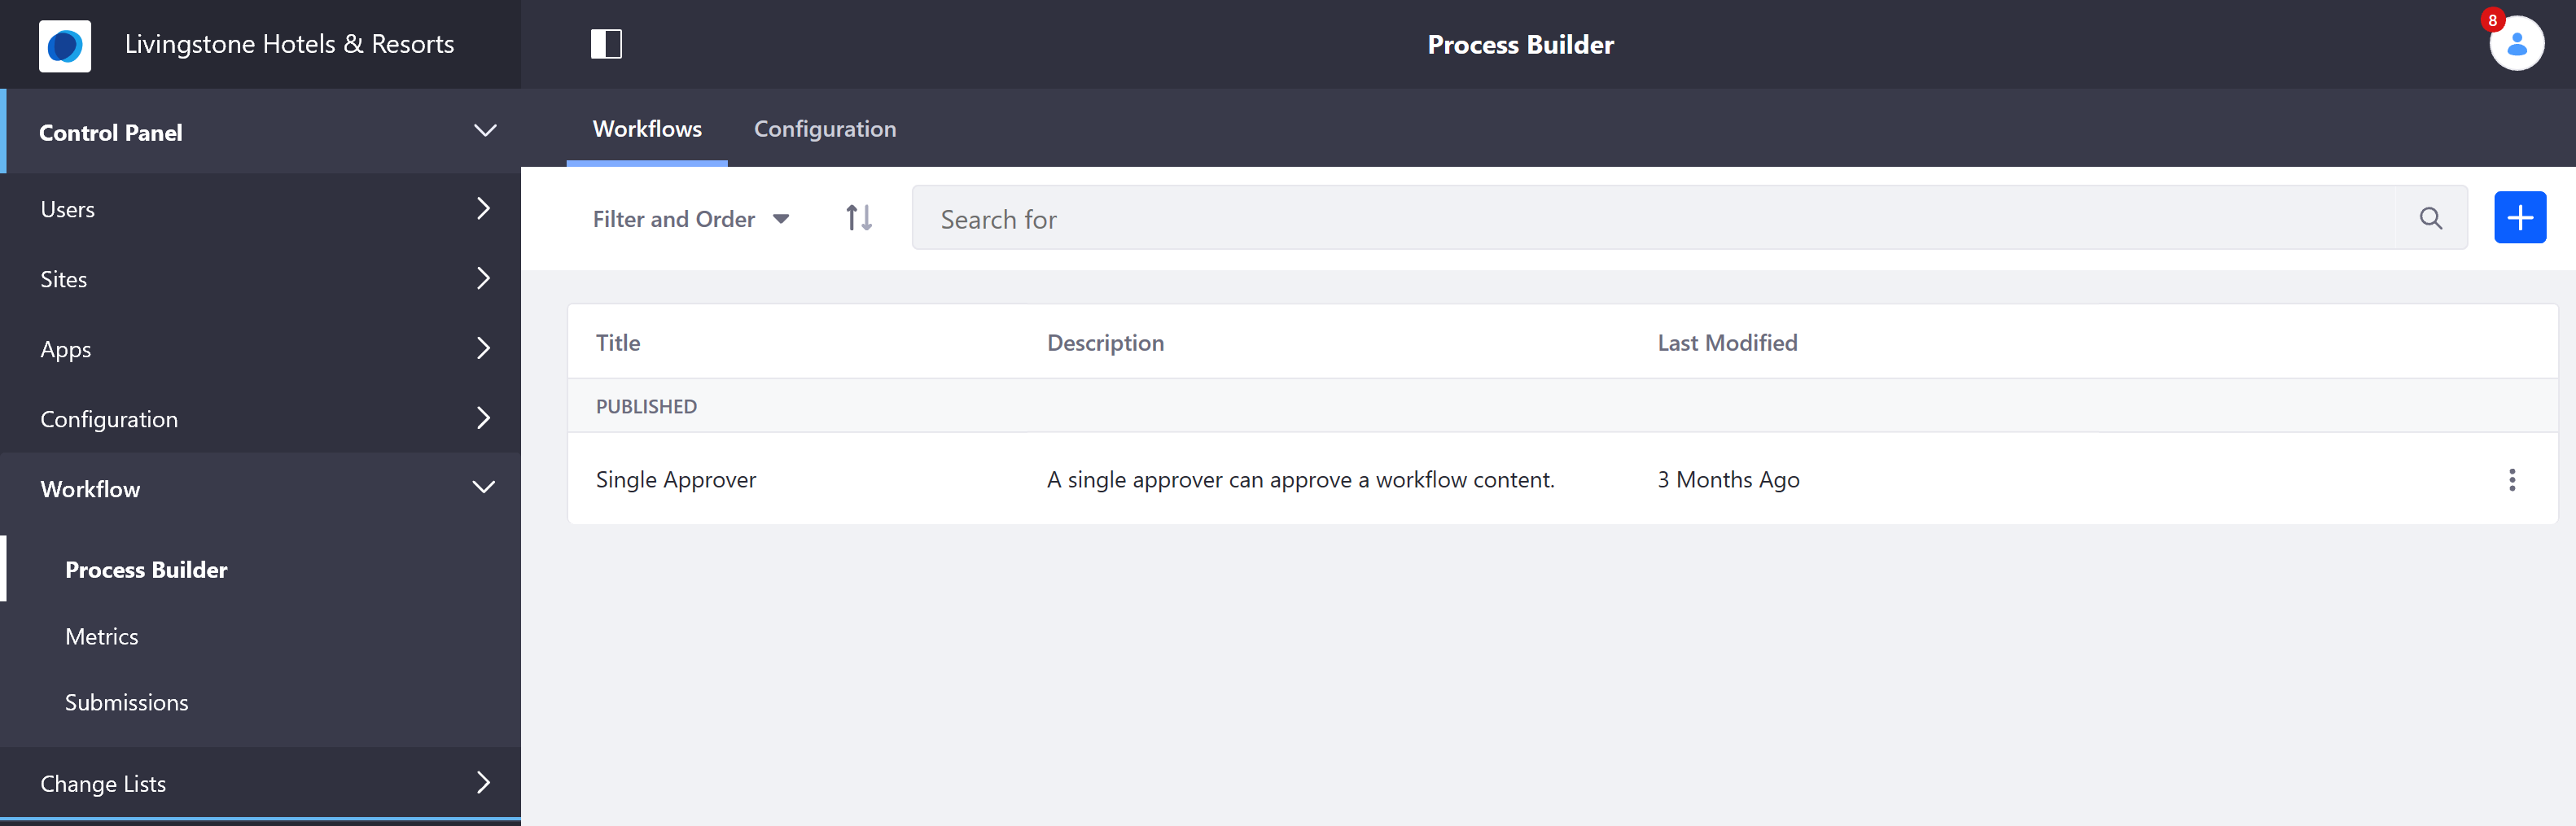 Livingstone Hotels & Resorts
Process Builder
8
Control Panel
Users
Sites
Apps
Configuration
Workflow
Process Builder
Metrics
Submissions
Change Lists
Workflows Configuration
Filter and Order Search for
Title Description Last Modified
PUBLISHED
Single Approver A single approver can approve a workflow content. 3 Months Ago